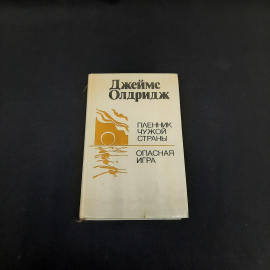 Джеймс
Олдридж
ПЛЕННИК
ЧУЖОЙ
СТРАНЫ
ОПАСНАЯ
ИГРА